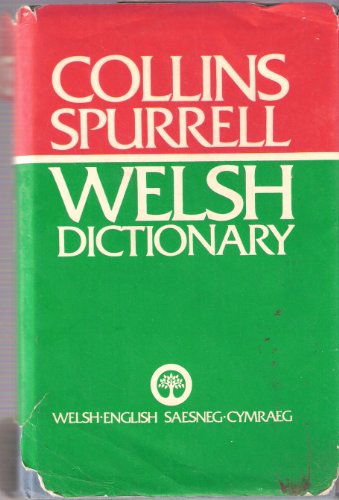 COLLINS
SPURRELL
WELSH
DICTIONARY
WELSH·ENGLISH SAESNEG·CYMRAEG